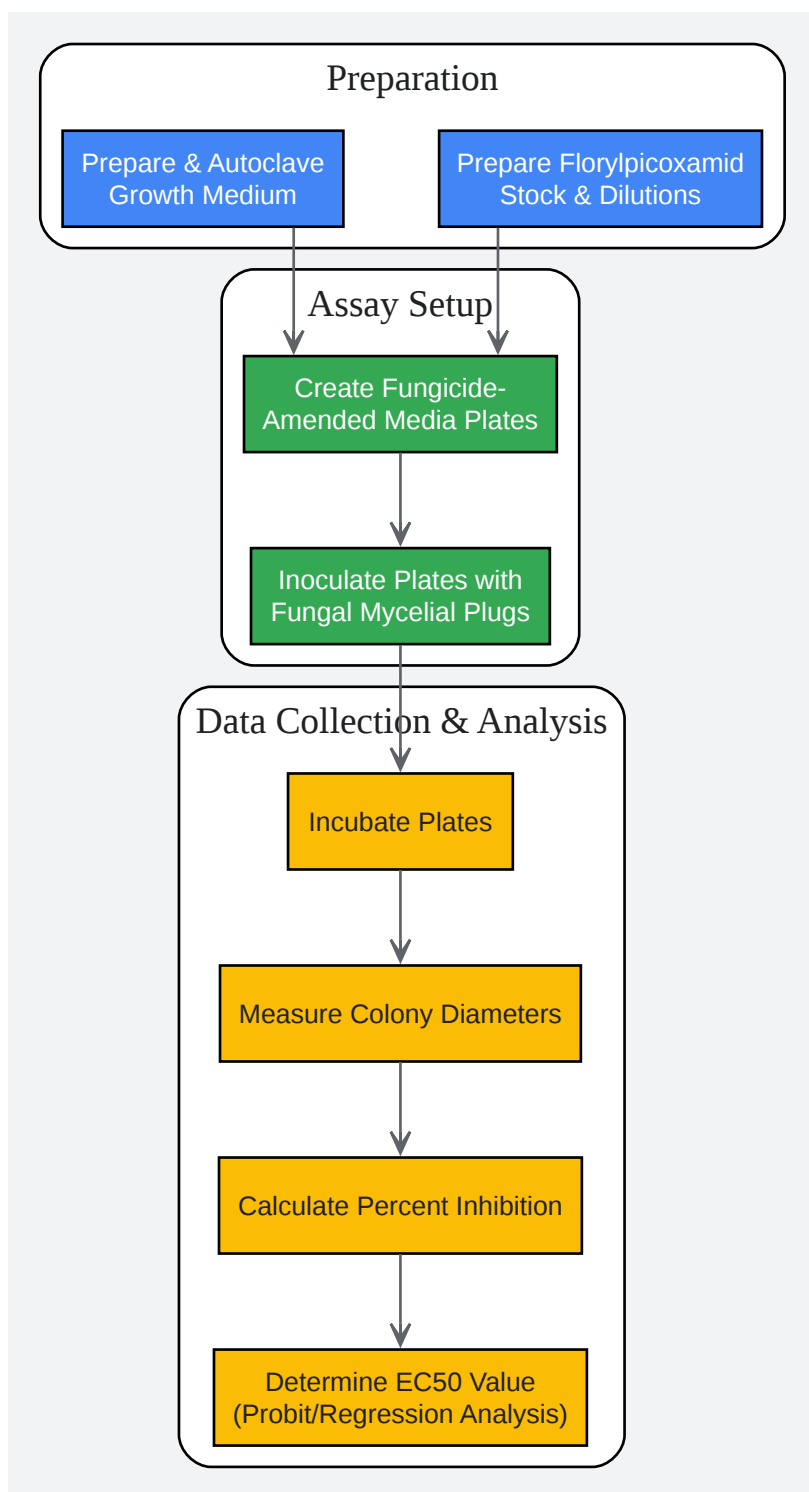 Preparation
Prepare & Autoclave
Growth Medium
Prepare Florylpicoxamid
Stock & Dilutions
Assay Setup
Create Fungicide-
Amended Media Plates
Inoculate Plates with
Fungal Mycelial Plugs
Data Collection & Analysis
Incubate Plates
Measure Colony Diameters
Calculate Percent Inhibition
Determine EC50 Value
(Probit/Regression Analysis)